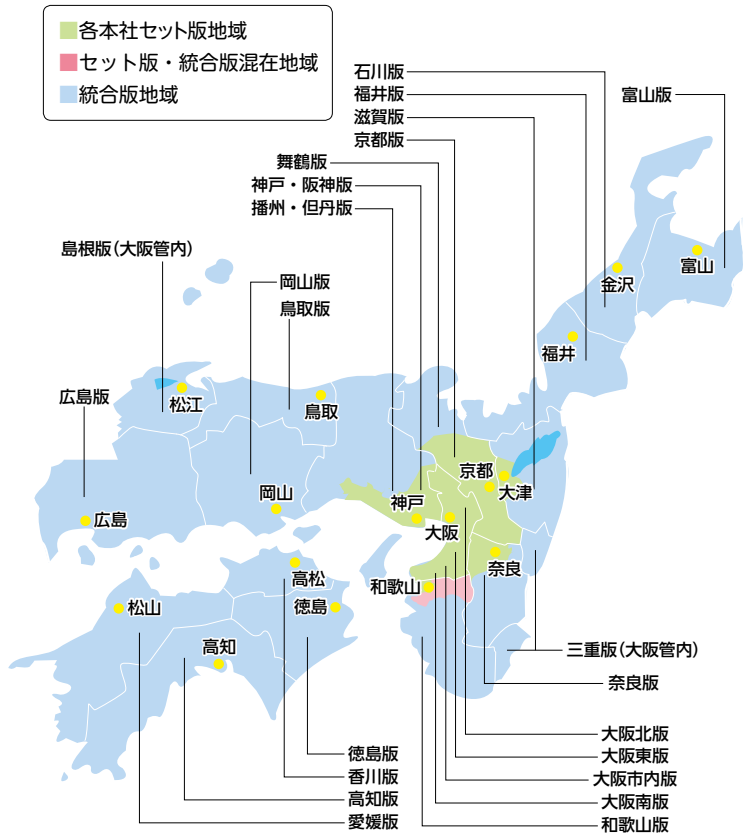 各本社セット版地域
セット版・統合版混在地域
統合版地域
石川版
福井版
富山版
滋賀版
京都版
舞鶴版
神戸・阪神版
播州・但丹版
島根版(大阪管内)
岡山版
鳥取版
広島版
富山
金沢
福井
松江
鳥取
京都
大津
岡山
神戸
広島
大阪
奈良
高松
和歌山
松山
徳島
高知
三重版(大阪管内)
奈良版
大阪北版
徳島版
大阪東版
香川版
大阪市内版
高知版
大阪南版
愛媛版
和歌山版